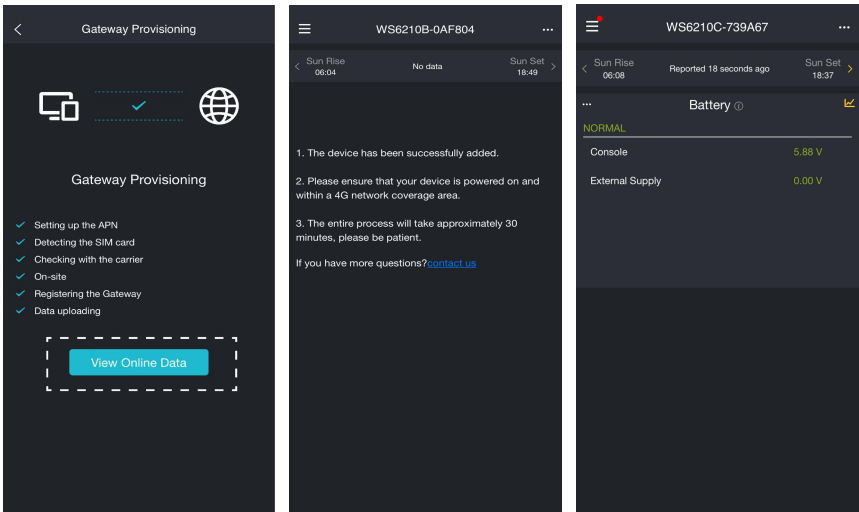 Gateway Provisioning
Gateway Provisioning
Setting up the APN
Detecting the SIM card
Checking with the carrier
On-site
Registering the Gateway
Data uploading
View Online Data
WS6210B-0AF804
Sun Rise
06:04
No data
Sun Set
18:49
1. The device has been successfully added.
2. Please ensure that your device is powered on and
within a 4G network coverage area.
3. The entire process will take approximately 30
minutes, please be patient.
If you have more questions?contact us
WS6210C-739A67
Sun Rise
06:08
Reported 18 seconds ago
Sun Set
18:37
Battery
NORMAL
Console 5.88 V
External Supply 0.00 V